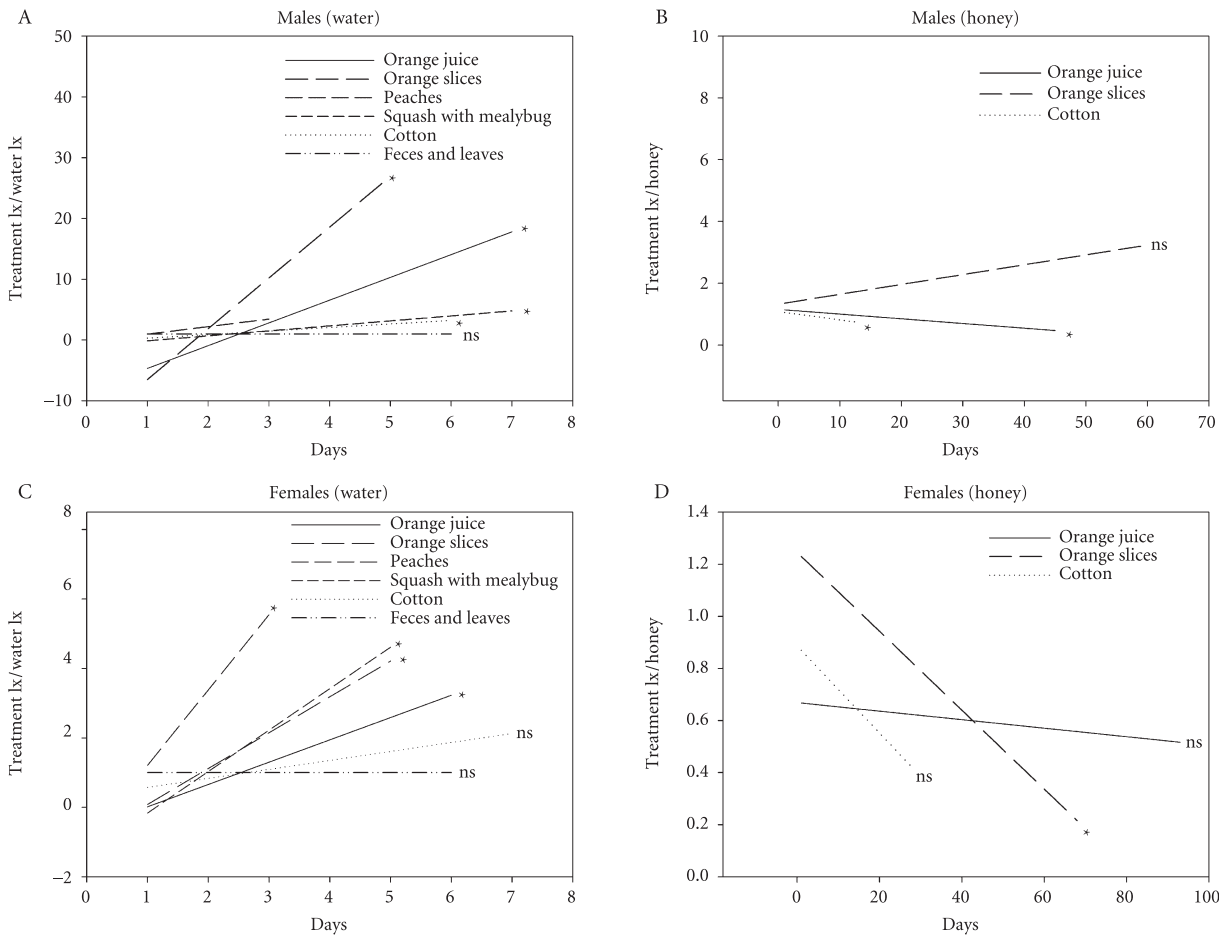 A
Males (water)
50
40
30
20
10
0
−10
Treatment lx/water lx
Orange juice
Orange slices
Peaches
Squash with mealybug
Cotton
Feces and leaves
*
*
*
*
ns
0 1 2 3 4 5 6 7 8
Days
B
Males (honey)
10
8
6
4
2
0
Treatment lx/honey
Orange juice
Orange slices
Cotton
ns
*
*
0 10 20 30 40 50 60 70
Days
C
Females (water)
8
6
4
2
0
−2
Treatment lx/water lx
Orange juice
Orange slices
Peaches
Squash with mealybug
Cotton
Feces and leaves
*
*
*
*
ns
ns
0 1 2 3 4 5 6 7 8
Days
D
Females (honey)
1.4
1.2
1.0
0.8
0.6
0.4
0.2
0.0
Treatment lx/honey
Orange juice
Orange slices
Cotton
ns
ns
*
0 20 40 60 80 100
Days